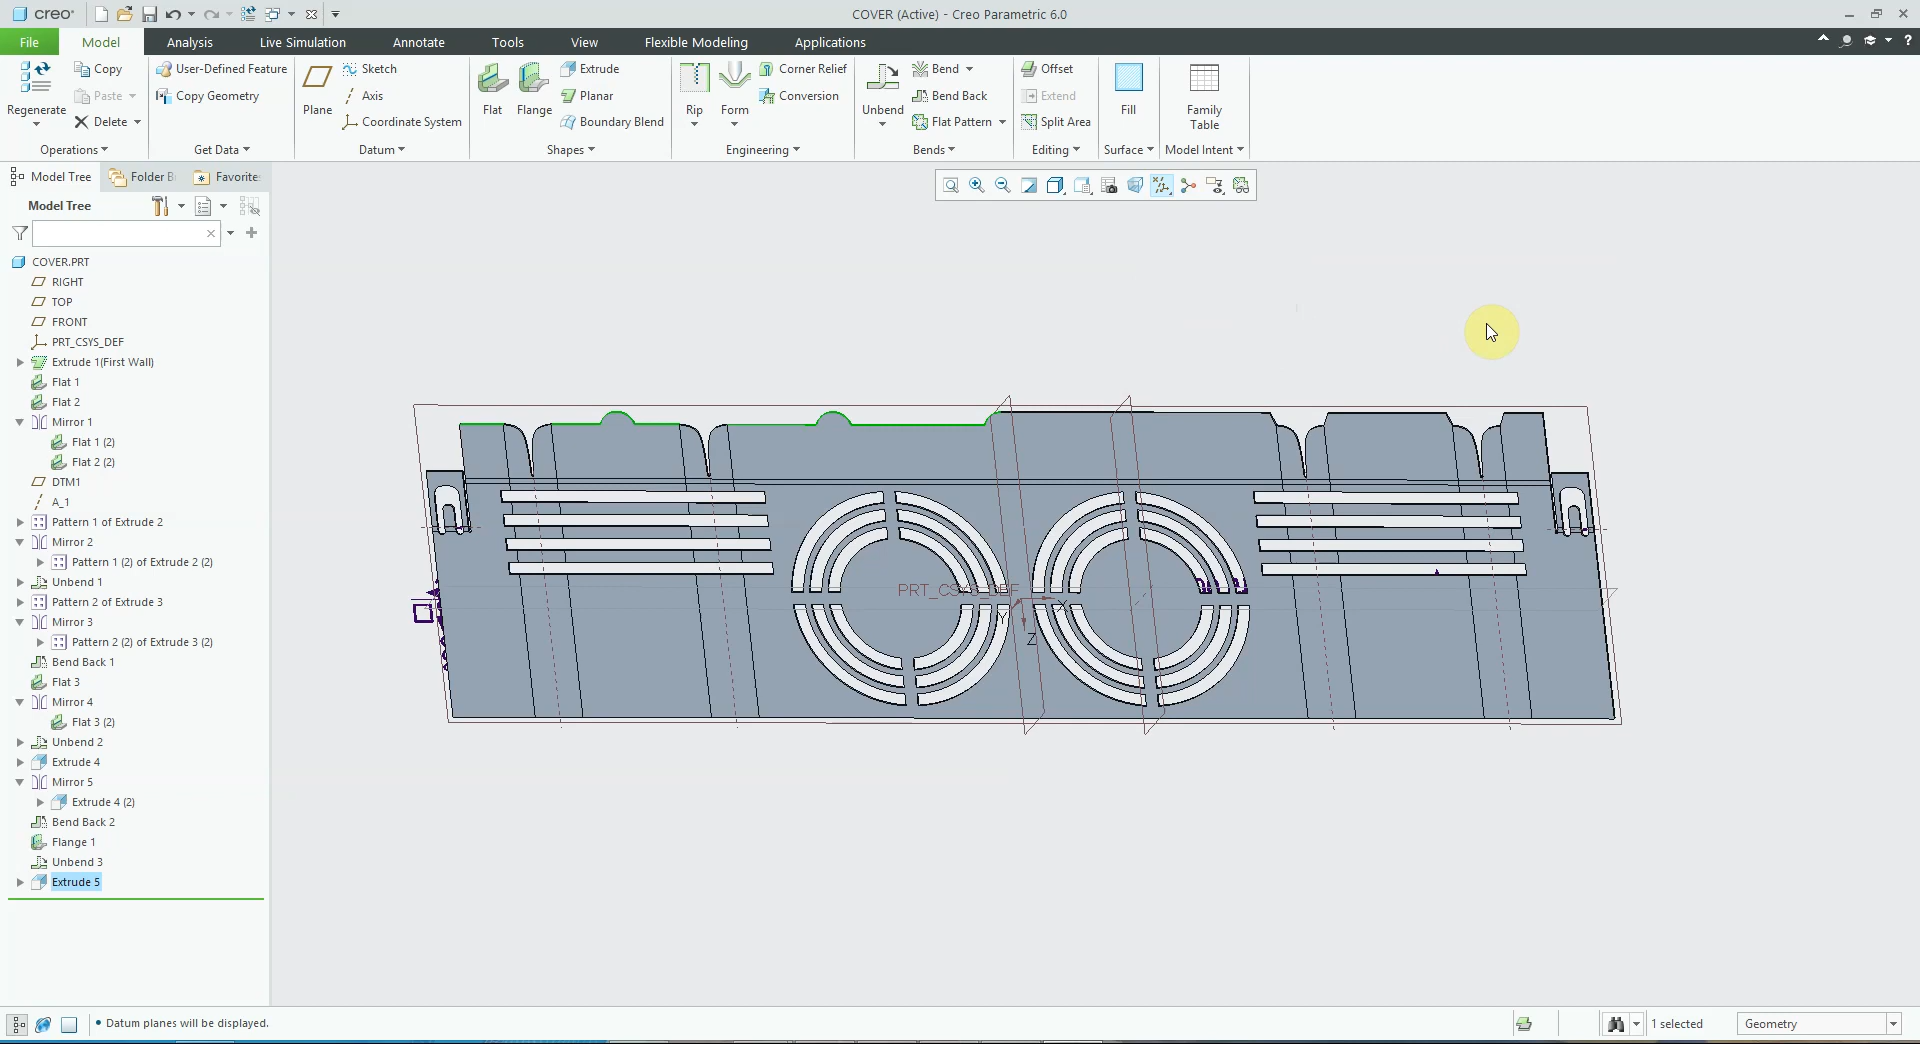 creo
COVER (Active) - Creo Parametric 6.0
File Model Analysis Live Simulation Annotate Tools View Flexible Modeling Applications
Regenerate
Copy
Paste
Delete
Operations
User-Defined Feature
Copy Geometry
Get Data
Plane
Sketch
Axis
Coordinate System
Datum
Flat
Flange
Extrude
Planar
Boundary Blend
Shapes
Rip
Form
Corner Relief
Conversion
Engineering
Unbend
Bend
Bend Back
Flat Pattern
Bends
Offset
Extend
Split Area
Editing
Fill
Surface
Family
Table
Model Intent
Model Tree Folder B Favorite
Model Tree
COVER.PRT
RIGHT
TOP
FRONT
PRT_CSYS_DEF
Extrude 1(First Wall)
Flat 1
Flat 2
Mirror 1
Flat 1 (2)
Flat 2 (2)
DTM1
A_1
Pattern 1 of Extrude 2
Mirror 2
Pattern 1 (2) of Extrude 2 (2)
Unbend 1
Pattern 2 of Extrude 3
Mirror 3
Pattern 2 (2) of Extrude 3 (2)
Bend Back 1
Flat 3
Mirror 4
Flat 3 (2)
Unbend 2
Extrude 4
Mirror 5
Extrude 4 (2)
Bend Back 2
Flange 1
Unbend 3
Extrude 5
PRT_CSYS_DEF
X
Y
Z
• Datum planes will be displayed.
1 selected
Geometry